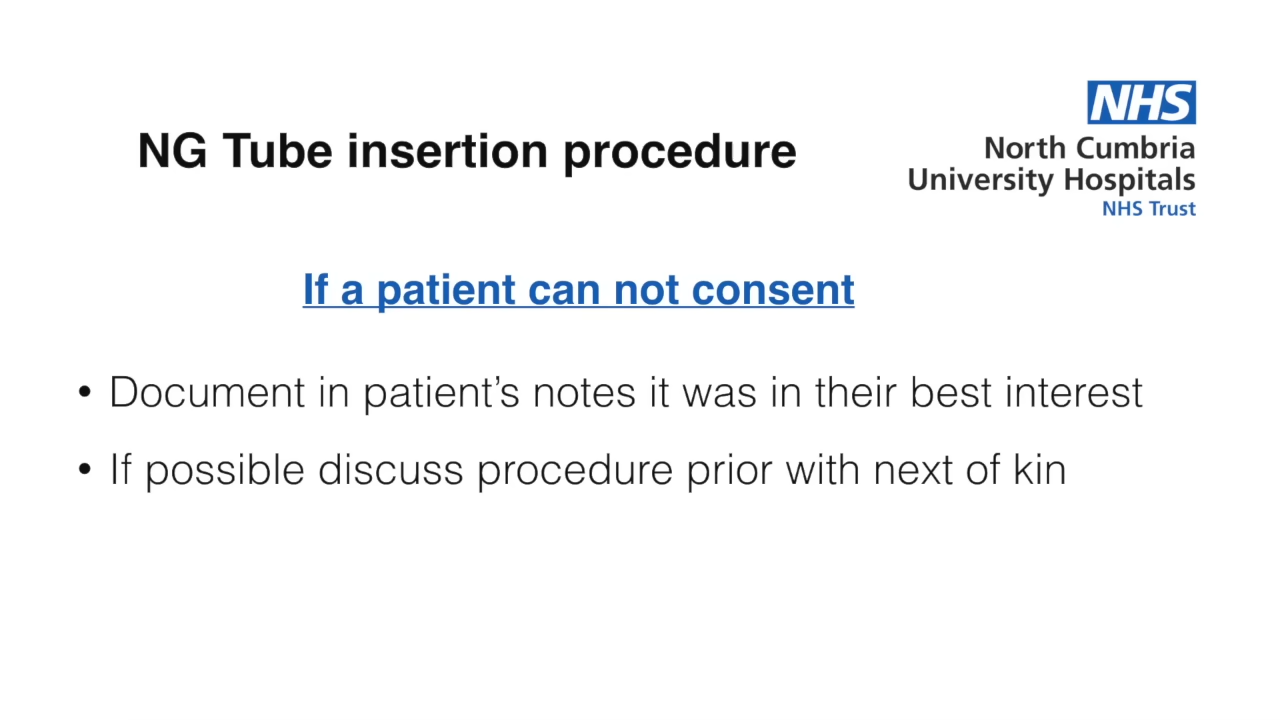 NHS
North Cumbria
University Hospitals
NHS Trust
NG Tube insertion procedure
If a patient can not consent
• Document in patient’s notes it was in their best interest
• If possible discuss procedure prior with next of kin